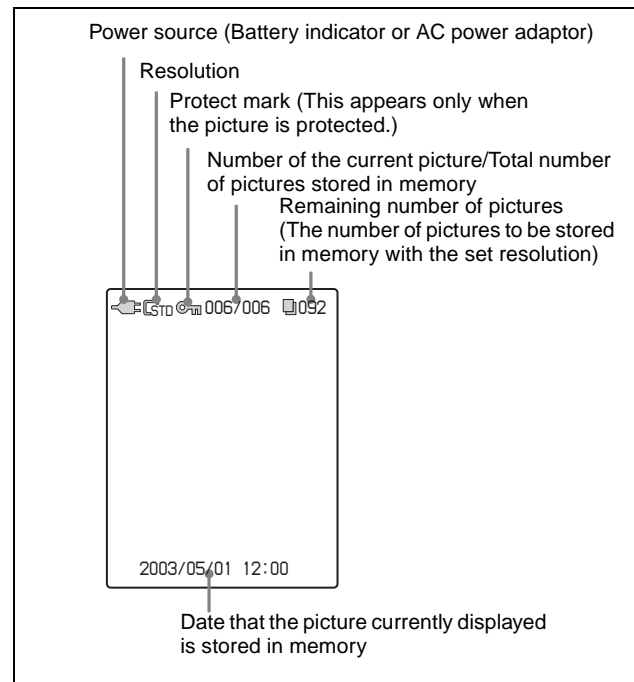 Power source (Battery indicator or AC power adaptor)
Resolution
Protect mark (This appears only when
the picture is protected.)
Number of the current picture/Total number
of pictures stored in memory
Remaining number of pictures
(The number of pictures to be stored
in memory with the set resolution)
STD 006/006 092
2003/05/01 12:00
Date that the picture currently displayed
is stored in memory